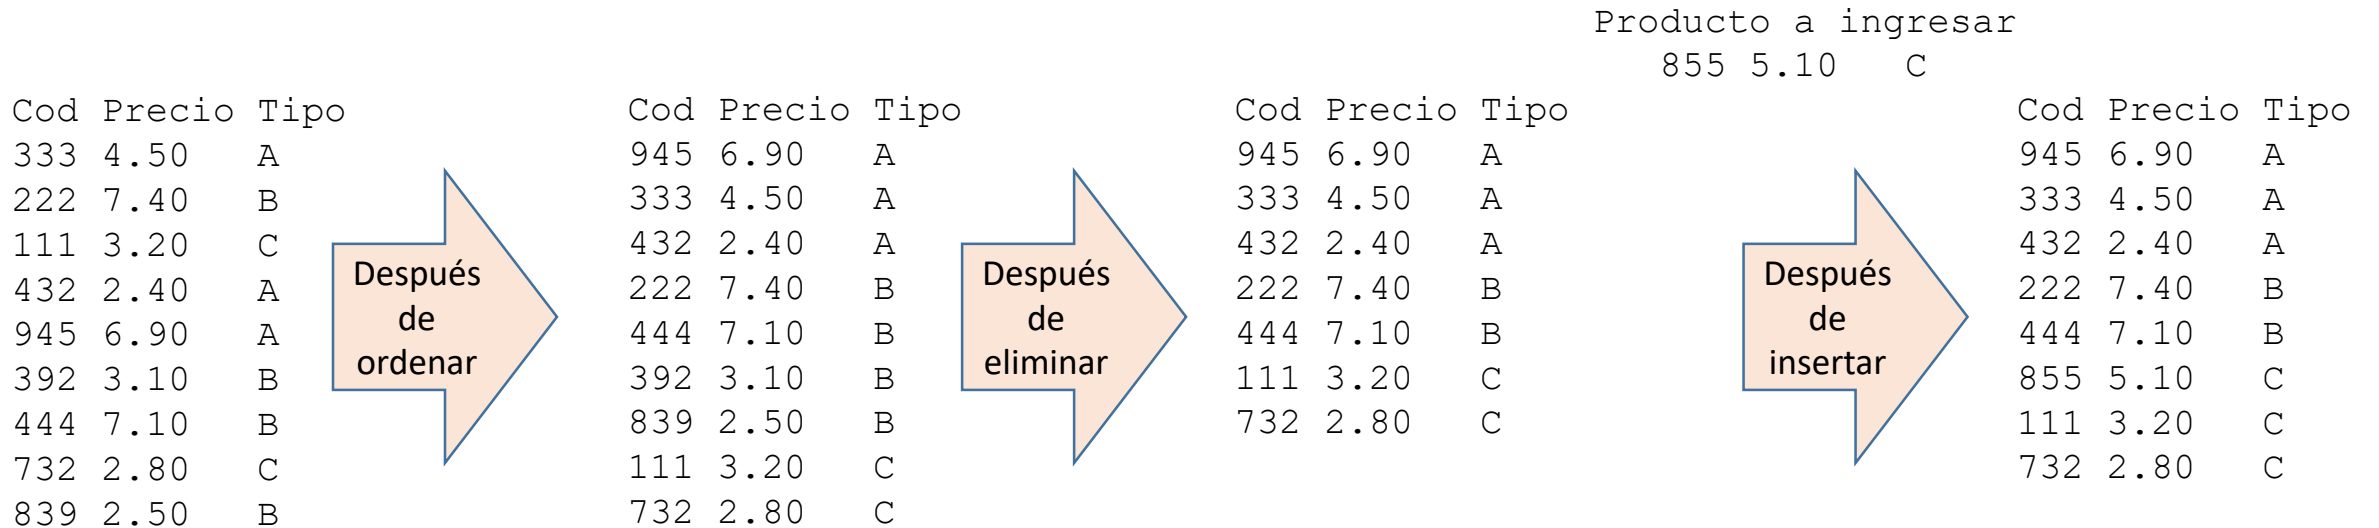 Producto a ingresar
855 5.10 C
Cod Precio Tipo
333 4.50 A
222 7.40 B
111 3.20 C
432 2.40 A
945 6.90 A
392 3.10 B
444 7.10 B
732 2.80 C
839 2.50 B
Después
de
ordenar
Cod Precio Tipo
945 6.90 A
333 4.50 A
432 2.40 A
222 7.40 B
444 7.10 B
392 3.10 B
839 2.50 B
111 3.20 C
732 2.80 C
Después
de
eliminar
Cod Precio Tipo
945 6.90 A
333 4.50 A
432 2.40 A
222 7.40 B
444 7.10 B
111 3.20 C
732 2.80 C
Después
de
insertar
Cod Precio Tipo
945 6.90 A
333 4.50 A
432 2.40 A
222 7.40 B
444 7.10 B
855 5.10 C
111 3.20 C
732 2.80 C